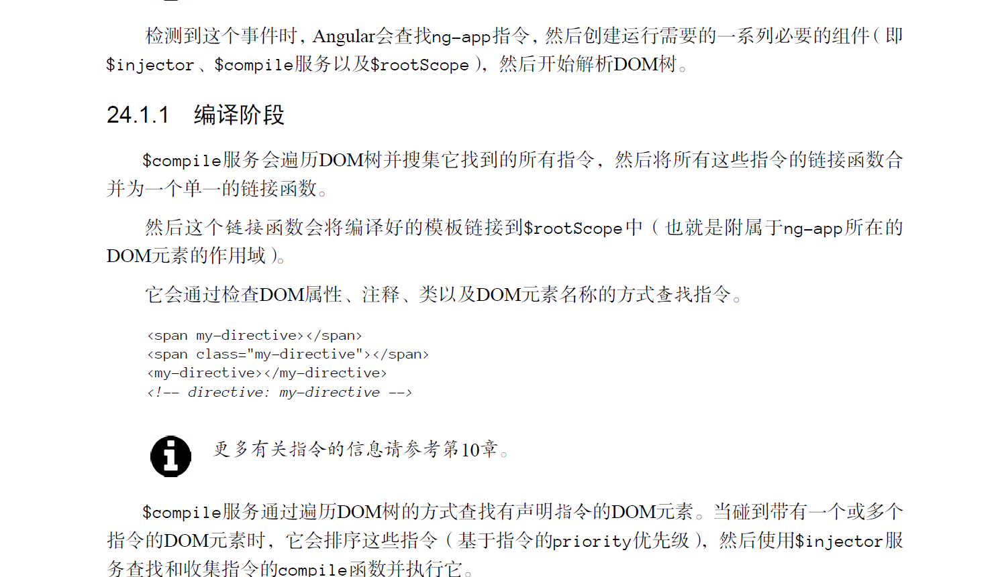 检测到这个事件时，Angular会查找ng-app指令，然后创建运行需要的一系列必要的组件（即
$injector、$compile服务以及$rootScope），然后开始解析DOM树。
24.1.1 编译阶段
$compile服务会遍历DOM树并搜集它找到的所有指令，然后将所有这些指令的链接函数合
并为一个单一的链接函数。
然后这个链接函数会将编译好的模板链接到$rootScope中（也就是附属于ng-app所在的
DOM元素的作用域）。
它会通过检查DOM属性、注释、类以及DOM元素名称的方式查找指令。
<span my-directive></span>
<span class="my-directive"></span>
<my-directive></my-directive>
<!-- directive: my-directive -->
更多有关指令的信息请参考第10章。
$compile服务通过遍历DOM树的方式查找有声明指令的DOM元素。当碰到带有一个或多个
指令的DOM元素时，它会排序这些指令（基于指令的priority优先级），然后使用$injector服
务查找和收集指令的compile函数并执行它。